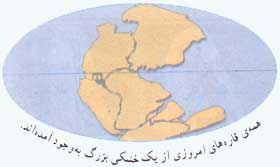 همه‌ی قاره‌های امروزی از یک خشکی بزرگ به‌وجود آمده‌اند.